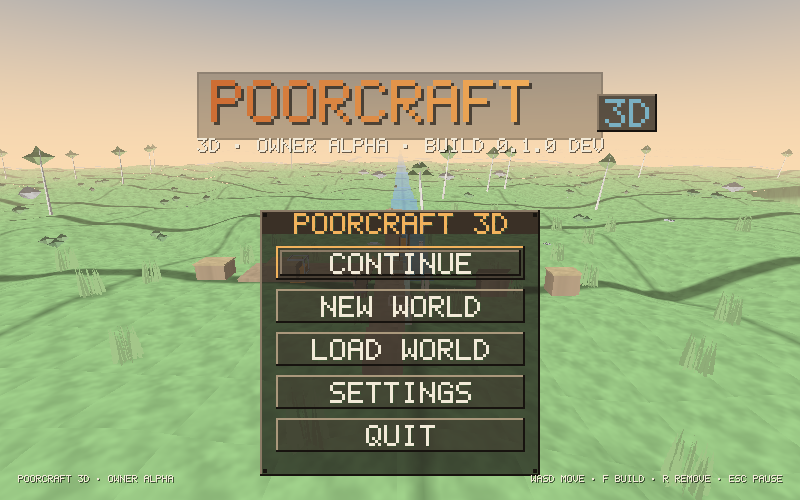 POORCRAFT
3D
3D · OWNER ALPHA · BUILD 0.1.0 DEV
POORCRAFT 3D
CONTINUE
NEW WORLD
LOAD WORLD
SETTINGS
QUIT
POORCRAFT 3D · OWNER ALPHA
WASD MOVE · F BUILD · R REMOVE · ESC PAUSE